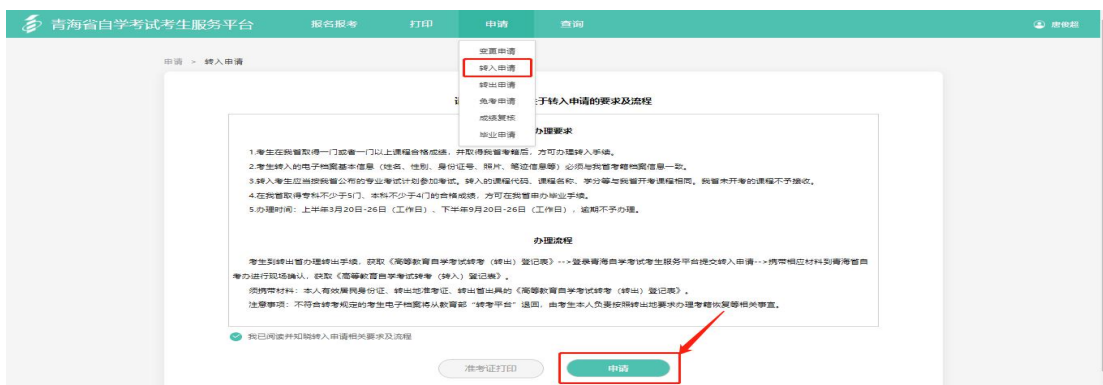 青海省自学考试考生服务平台 报名报考 打印 申请 查询 唐俊超
申请 > 转入申请
变更申请
转入申请
转出申请
免考申请
成绩复核
毕业申请
于转入申请的要求及流程
办理要求
1.考生在我省取得一门或者一门以上课程合格成绩，并取得我省考籍后，方可办理转入手续。
2.考生转入的电子档案基本信息（姓名、性别、身份证号、照片、笔迹信息等）必须与我省考籍档案信息一致。
3.转入考生应当按我省公布的专业考试计划参加考试。转入的课程代码、课程名称、学分等与我省开考课程相同。我省未开考的课程不予接收。
4.在我省取得专科不少于5门、本科不少于4门的合格成绩，方可在我省申办毕业手续。
5.办理时间：上半年3月20日-26日（工作日）、下半年9月20日-26日（工作日），逾期不予办理。
办理流程
考生到转出省办理转出手续，获取《高等教育自学考试转考（转出）登记表》-->登录青海自学考试考生服务平台提交转入申请-->携带相应材料到青海省自
考办进行现场确认，获取《高等教育自学考试转考（转入）登记表》。
须携带材料：本人有效居民身份证、转出地准考证、转出省出具的《高等教育自学考试转考（转出）登记表》。
注意事项：不符合转考规定的考生电子档案将从教育部“转考平台”退回，由考生本人负责按照转出地要求办理考籍恢复等相关事宜。
我已阅读并知晓转入申请相关要求及流程
准考证打印 申请